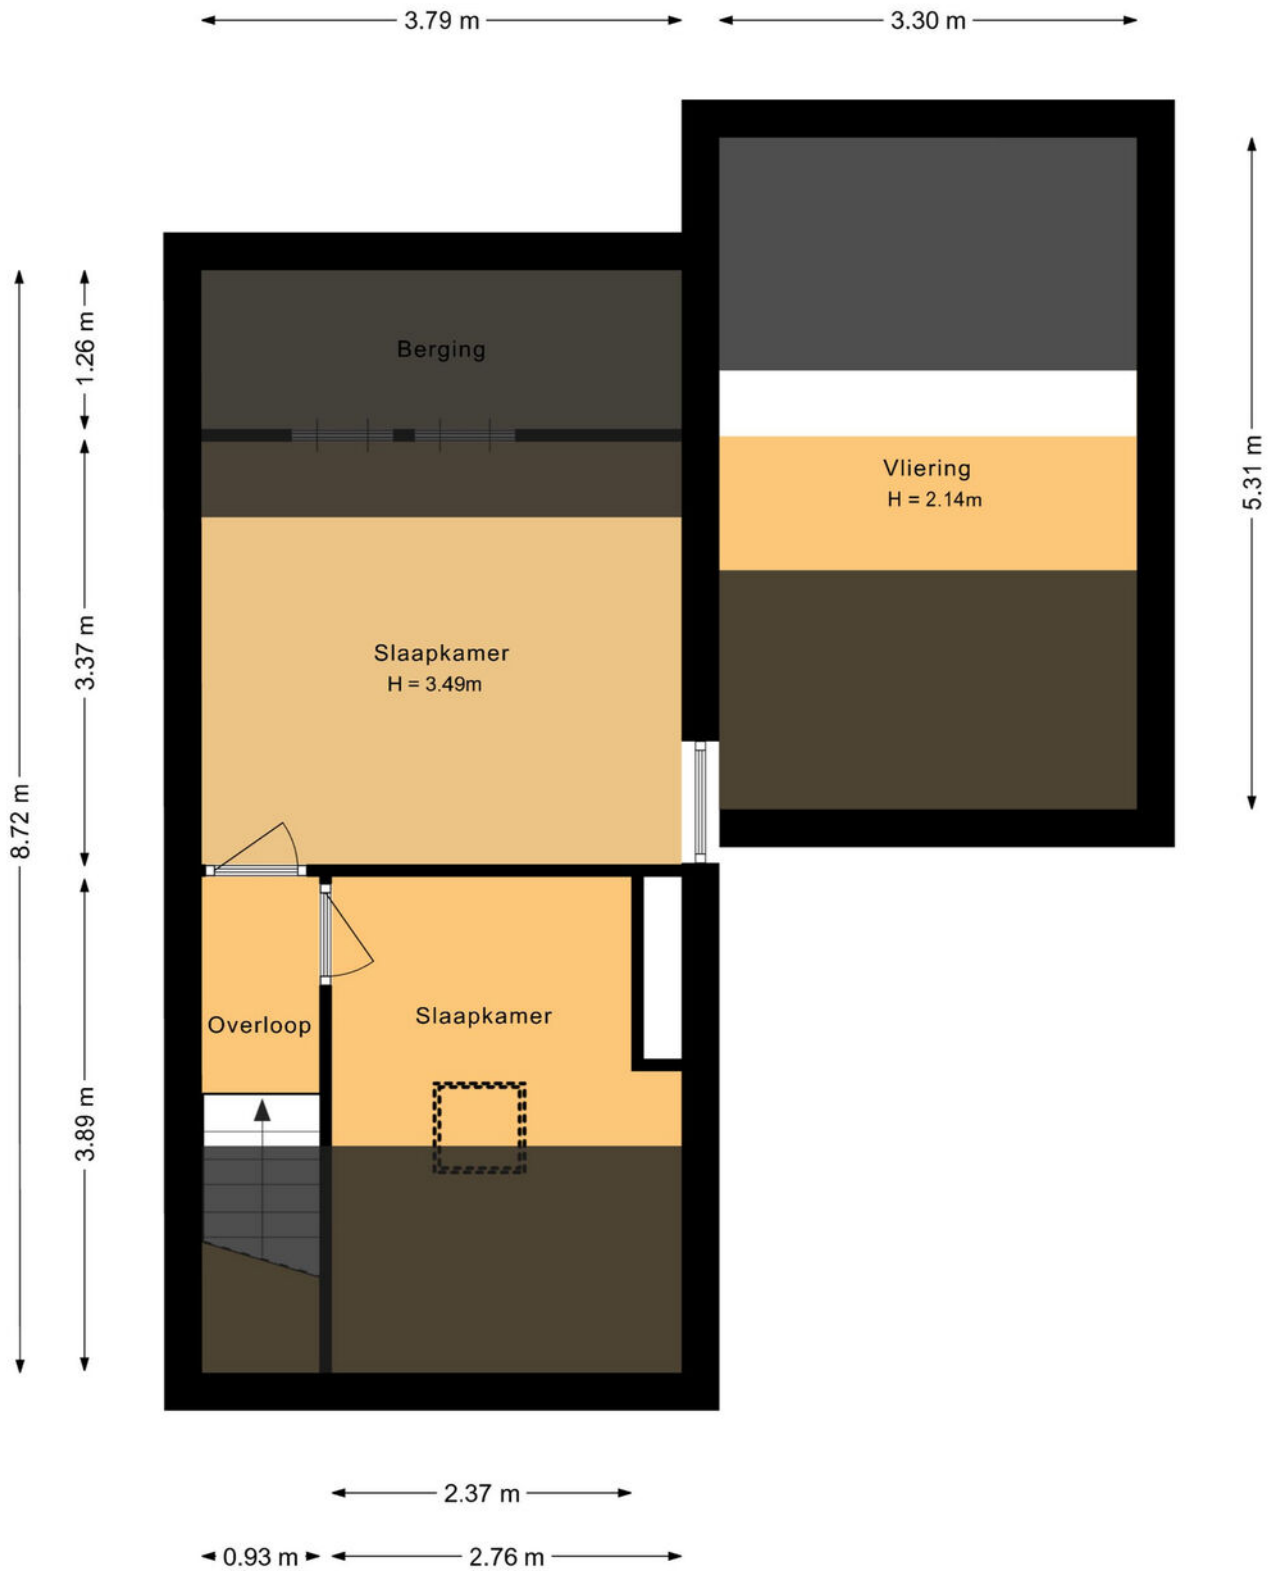 3.79 m
3.30 m
1.26 m
Berging
5.31 m
Vliering
H = 2.14m
3.37 m
Slaapkamer
H = 3.49m
8.72 m
Overloop
Slaapkamer
3.89 m
2.37 m
0.93 m
2.76 m